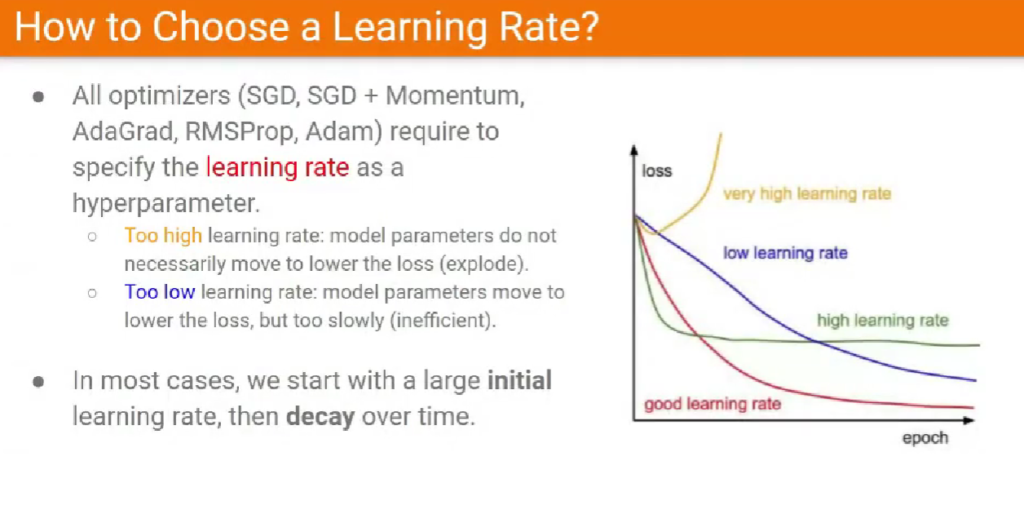 How to Choose a Learning Rate?
● All optimizers (SGD, SGD + Momentum,
AdaGrad, RMSProp, Adam) require to
specify the learning rate as a
hyperparameter.
○ Too high learning rate: model parameters do not
necessarily move to lower the loss (explode).
○ Too low learning rate: model parameters move to
lower the loss, but too slowly (inefficient).
● In most cases, we start with a large initial
learning rate, then decay over time.
loss
very high learning rate
low learning rate
high learning rate
good learning rate
epoch